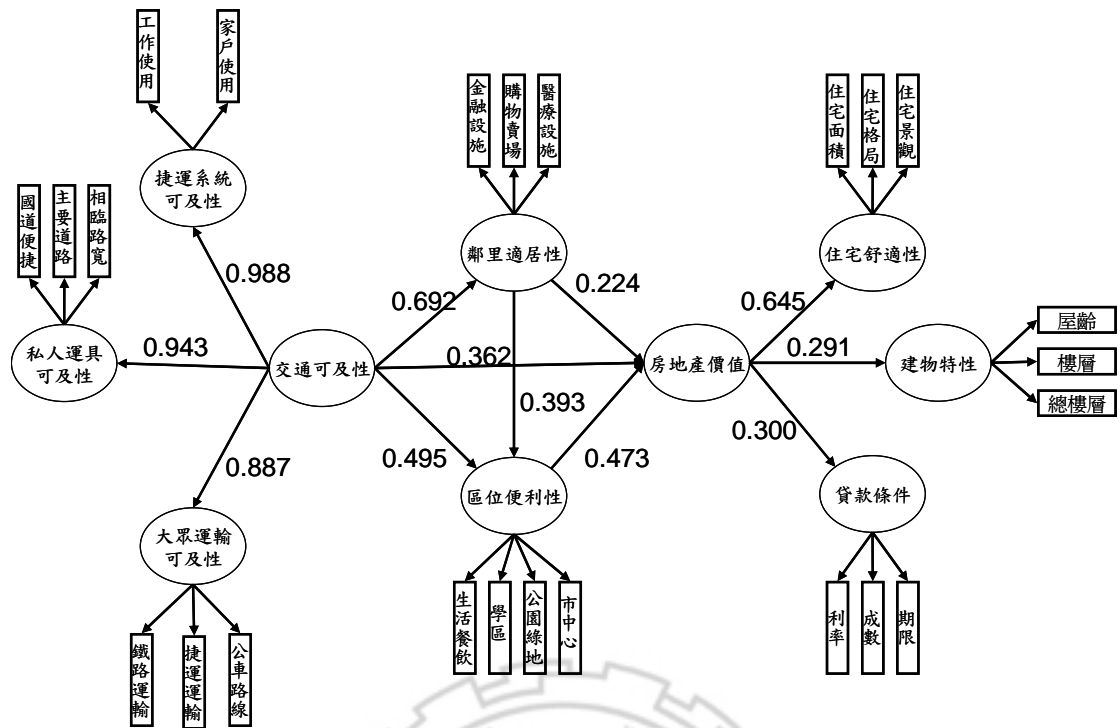 工作使用
家戶使用
捷運系統
可及性
國道便捷
主要道路
相臨路寬
私人運具
可及性
0.988
0.943
0.887
交通可及性
大眾運輸
可及性
鐵路運輸
捷運運輸
公車路線
金融設施
購物賣場
醫療設施
鄰里適居性
0.692
0.224
0.362
0.393
0.495
0.473
區位便利性
生活餐飲
學區
公園綠地
市中心
房地產價值
住宅面積
住宅格局
住宅景觀
住宅舒適性
0.645
0.291
0.300
建物特性
屋齡
樓層
總樓層
貸款條件
利率
成數
期限